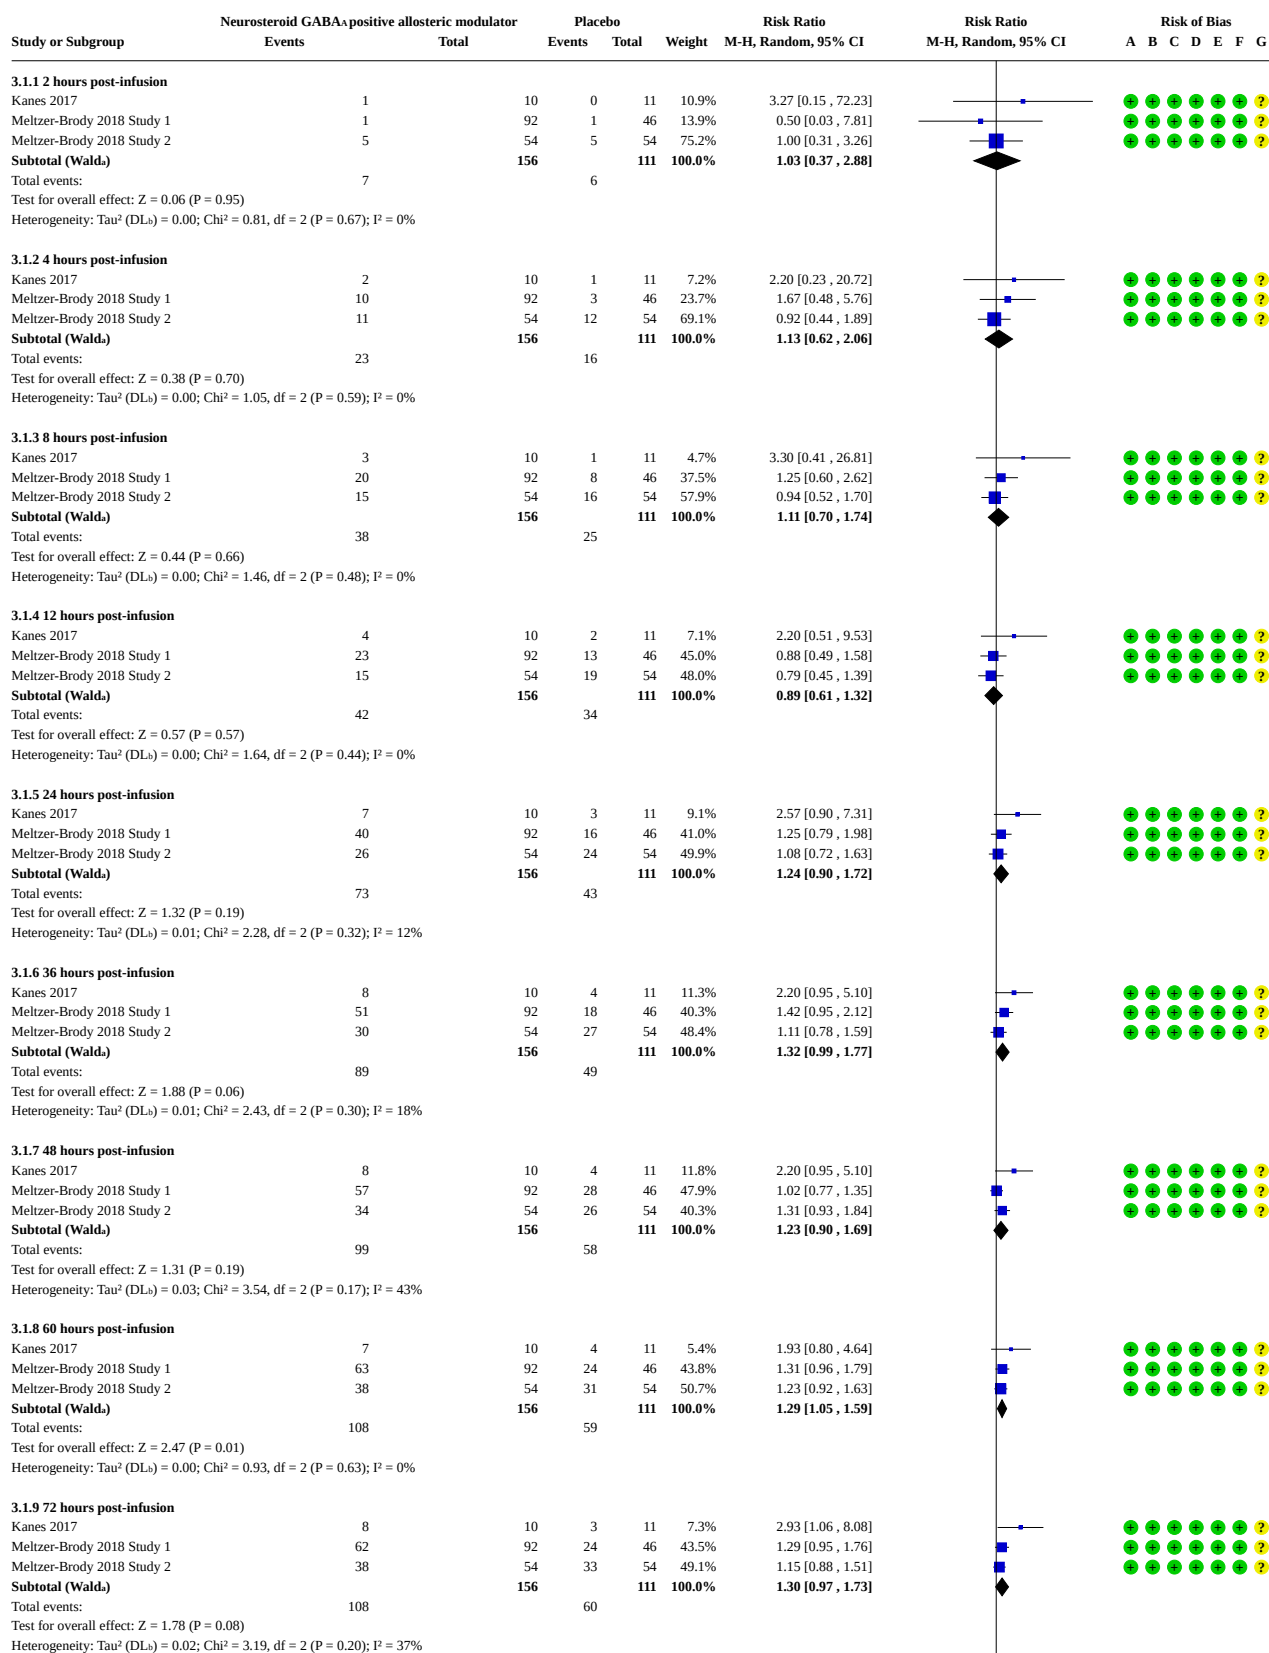 Neurosteroid GABAA positive allosteric modulator Placebo Risk Ratio Risk Ratio Risk of Bias
Study or Subgroup Events Total Events Total Weight M-H, Random, 95% CI M-H, Random, 95% CI A B C D E F G
3.1.1 2 hours post-infusion
Kanes 2017 1 10 0 11 10.9% 3.27 [0.15 , 72.23] + + + + + + ?
Meltzer-Brody 2018 Study 1 1 92 1 46 13.9% 0.50 [0.03 , 7.81] + + + + + + ?
Meltzer-Brody 2018 Study 2 5 54 5 54 75.2% 1.00 [0.31 , 3.26] + + + + + + ?
Subtotal (Walda) 156 111 100.0% 1.03 [0.37 , 2.88]
Total events: 7 6
Test for overall effect: Z = 0.06 (P = 0.95)
Heterogeneity: Tau² (DLb) = 0.00; Chi² = 0.81, df = 2 (P = 0.67); I² = 0%
3.1.2 4 hours post-infusion
Kanes 2017 2 10 1 11 7.2% 2.20 [0.23 , 20.72] + + + + + + ?
Meltzer-Brody 2018 Study 1 10 92 3 46 23.7% 1.67 [0.48 , 5.76] + + + + + + ?
Meltzer-Brody 2018 Study 2 11 54 12 54 69.1% 0.92 [0.44 , 1.89] + + + + + + ?
Subtotal (Walda) 156 111 100.0% 1.13 [0.62 , 2.06]
Total events: 23 16
Test for overall effect: Z = 0.38 (P = 0.70)
Heterogeneity: Tau² (DLb) = 0.00; Chi² = 1.05, df = 2 (P = 0.59); I² = 0%
3.1.3 8 hours post-infusion
Kanes 2017 3 10 1 11 4.7% 3.30 [0.41 , 26.81] + + + + + + ?
Meltzer-Brody 2018 Study 1 20 92 8 46 37.5% 1.25 [0.60 , 2.62] + + + + + + ?
Meltzer-Brody 2018 Study 2 15 54 16 54 57.9% 0.94 [0.52 , 1.70] + + + + + + ?
Subtotal (Walda) 156 111 100.0% 1.11 [0.70 , 1.74]
Total events: 38 25
Test for overall effect: Z = 0.44 (P = 0.66)
Heterogeneity: Tau² (DLb) = 0.00; Chi² = 1.46, df = 2 (P = 0.48); I² = 0%
3.1.4 12 hours post-infusion
Kanes 2017 4 10 2 11 7.1% 2.20 [0.51 , 9.53] + + + + + + ?
Meltzer-Brody 2018 Study 1 23 92 13 46 45.0% 0.88 [0.49 , 1.58] + + + + + + ?
Meltzer-Brody 2018 Study 2 15 54 19 54 48.0% 0.79 [0.45 , 1.39] + + + + + + ?
Subtotal (Walda) 156 111 100.0% 0.89 [0.61 , 1.32]
Total events: 42 34
Test for overall effect: Z = 0.57 (P = 0.57)
Heterogeneity: Tau² (DLb) = 0.00; Chi² = 1.64, df = 2 (P = 0.44); I² = 0%
3.1.5 24 hours post-infusion
Kanes 2017 7 10 3 11 9.1% 2.57 [0.90 , 7.31] + + + + + + ?
Meltzer-Brody 2018 Study 1 40 92 16 46 41.0% 1.25 [0.79 , 1.98] + + + + + + ?
Meltzer-Brody 2018 Study 2 26 54 24 54 49.9% 1.08 [0.72 , 1.63] + + + + + + ?
Subtotal (Walda) 156 111 100.0% 1.24 [0.90 , 1.72]
Total events: 73 43
Test for overall effect: Z = 1.32 (P = 0.19)
Heterogeneity: Tau² (DLb) = 0.01; Chi² = 2.28, df = 2 (P = 0.32); I² = 12%
3.1.6 36 hours post-infusion
Kanes 2017 8 10 4 11 11.3% 2.20 [0.95 , 5.10] + + + + + + ?
Meltzer-Brody 2018 Study 1 51 92 18 46 40.3% 1.42 [0.95 , 2.12] + + + + + + ?
Meltzer-Brody 2018 Study 2 30 54 27 54 48.4% 1.11 [0.78 , 1.59] + + + + + + ?
Subtotal (Walda) 156 111 100.0% 1.32 [0.99 , 1.77]
Total events: 89 49
Test for overall effect: Z = 1.88 (P = 0.06)
Heterogeneity: Tau² (DLb) = 0.01; Chi² = 2.43, df = 2 (P = 0.30); I² = 18%
3.1.7 48 hours post-infusion
Kanes 2017 8 10 4 11 11.8% 2.20 [0.95 , 5.10] + + + + + + ?
Meltzer-Brody 2018 Study 1 57 92 28 46 47.9% 1.02 [0.77 , 1.35] + + + + + + ?
Meltzer-Brody 2018 Study 2 34 54 26 54 40.3% 1.31 [0.93 , 1.84] + + + + + + ?
Subtotal (Walda) 156 111 100.0% 1.23 [0.90 , 1.69]
Total events: 99 58
Test for overall effect: Z = 1.31 (P = 0.19)
Heterogeneity: Tau² (DLb) = 0.03; Chi² = 3.54, df = 2 (P = 0.17); I² = 43%
3.1.8 60 hours post-infusion
Kanes 2017 7 10 4 11 5.4% 1.93 [0.80 , 4.64] + + + + + + ?
Meltzer-Brody 2018 Study 1 63 92 24 46 43.8% 1.31 [0.96 , 1.79] + + + + + + ?
Meltzer-Brody 2018 Study 2 38 54 31 54 50.7% 1.23 [0.92 , 1.63] + + + + + + ?
Subtotal (Walda) 156 111 100.0% 1.29 [1.05 , 1.59]
Total events: 108 59
Test for overall effect: Z = 2.47 (P = 0.01)
Heterogeneity: Tau² (DLb) = 0.00; Chi² = 0.93, df = 2 (P = 0.63); I² = 0%
3.1.9 72 hours post-infusion
Kanes 2017 8 10 3 11 7.3% 2.93 [1.06 , 8.08] + + + + + + ?
Meltzer-Brody 2018 Study 1 62 92 24 46 43.5% 1.29 [0.95 , 1.76] + + + + + + ?
Meltzer-Brody 2018 Study 2 38 54 33 54 49.1% 1.15 [0.88 , 1.51] + + + + + + ?
Subtotal (Walda) 156 111 100.0% 1.30 [0.97 , 1.73]
Total events: 108 60
Test for overall effect: Z = 1.78 (P = 0.08)
Heterogeneity: Tau² (DLb) = 0.02; Chi² = 3.19, df = 2 (P = 0.20); I² = 37%